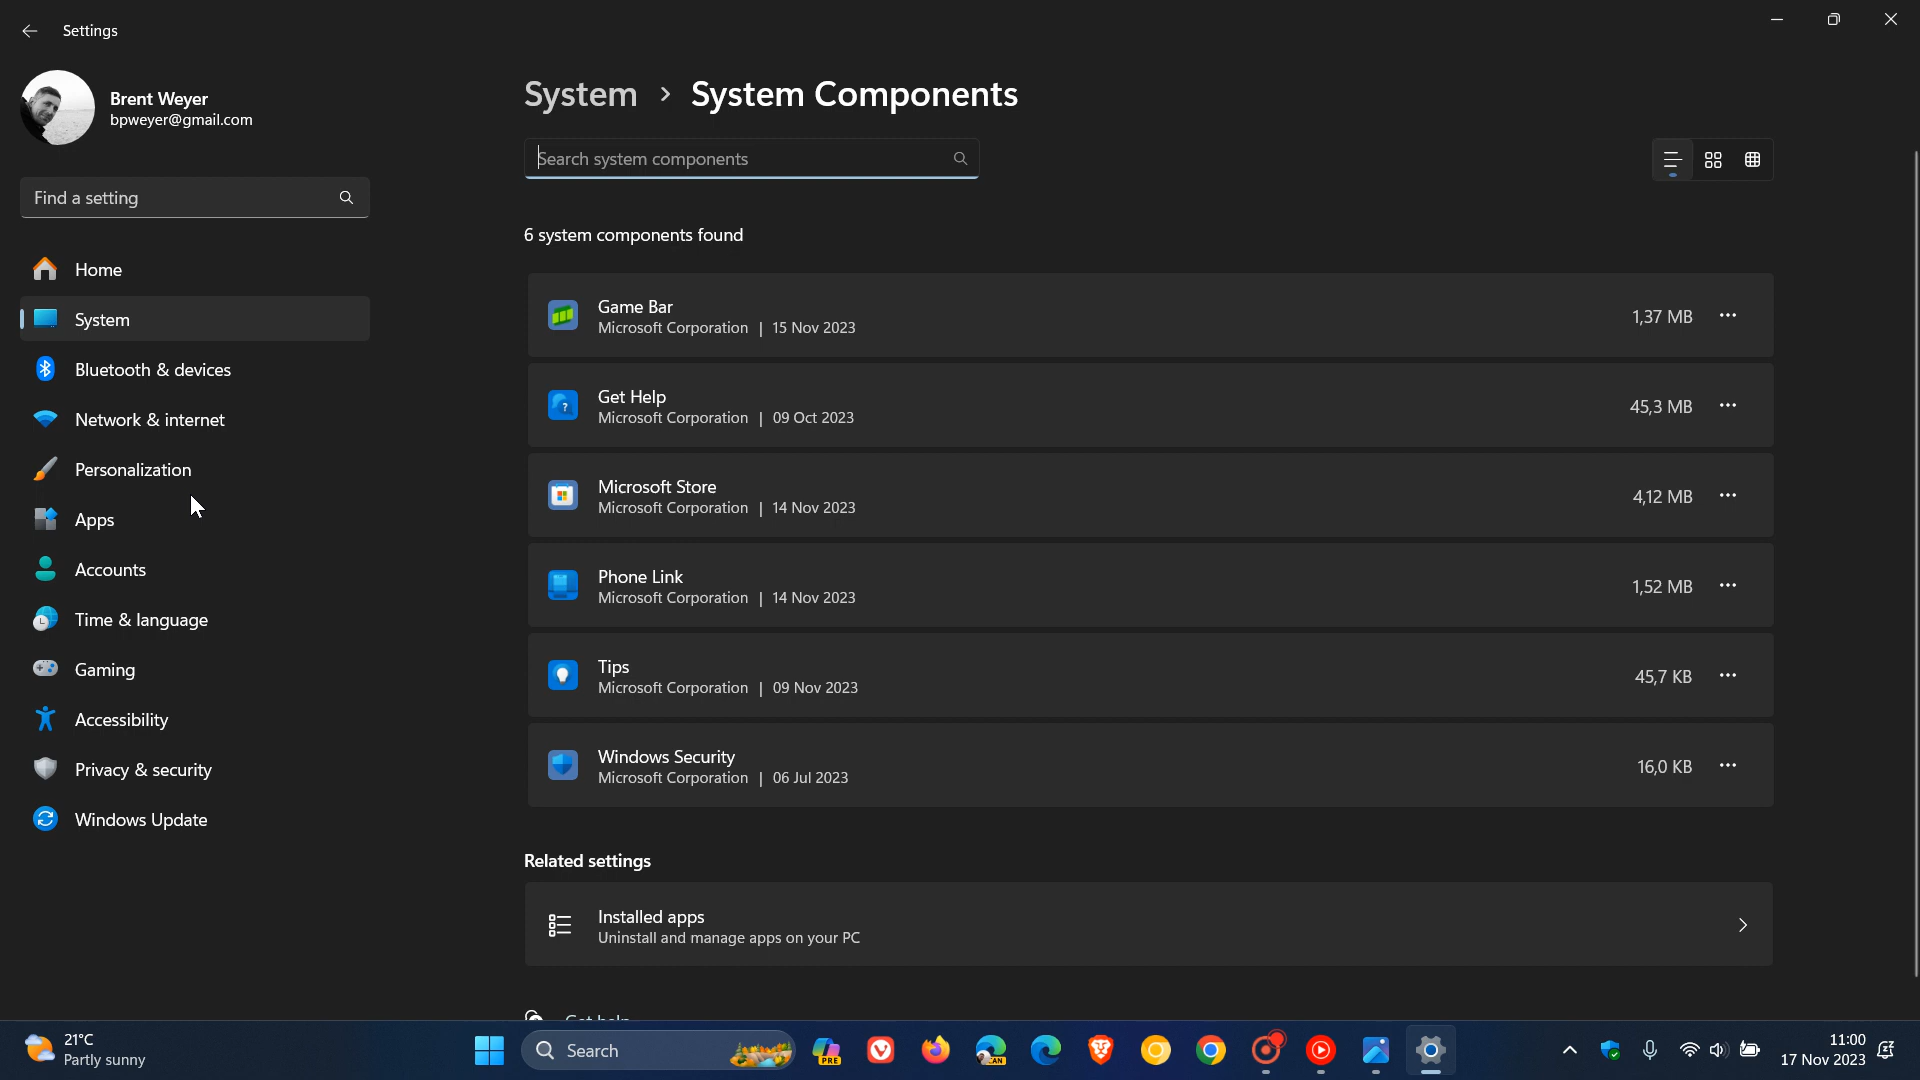 Settings
Brent Weyer
bpweyer@gmail.com
Find a setting
Home
System
Bluetooth & devices
Network & internet
Personalization
Apps
Accounts
Time & language
Gaming
Accessibility
Privacy & security
Windows Update
System > System Components
Search system components
6 system components found
Game Bar
Microsoft Corporation | 15 Nov 2023
1,37 MB
Get Help
Microsoft Corporation | 09 Oct 2023
45,3 MB
Microsoft Store
Microsoft Corporation | 14 Nov 2023
4,12 MB
Phone Link
Microsoft Corporation | 14 Nov 2023
1,52 MB
Tips
Microsoft Corporation | 09 Nov 2023
45,7 KB
Windows Security
Microsoft Corporation | 06 Jul 2023
16,0 KB
Related settings
Installed apps
Uninstall and manage apps on your PC
Get help
21°C
Partly sunny
Search
PRE
CAN
11:00
17 Nov 2023